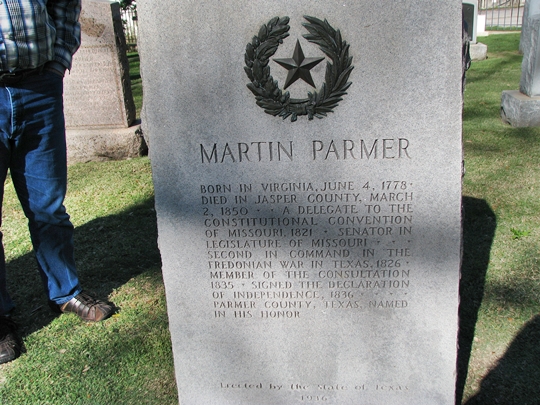 MARTIN PARMER
BORN IN VIRGINIA, JUNE 4, 1778 ·
DIED IN JASPER COUNTY, MARCH
2, 1850 · · A DELEGATE TO THE
CONSTITUTIONAL CONVENTION
OF MISSOURI, 1821 · SENATOR IN
LEGISLATURE OF MISSOURI · · ·
SECOND IN COMMAND IN THE
FREDONIAN WAR IN TEXAS, 1826 ·
MEMBER OF THE CONSULTATION
1835 · SIGNED THE DECLARATION
OF INDEPENDENCE, 1836 · · · ·
PARMER COUNTY, TEXAS, NAMED
IN HIS HONOR
Erected by the State of Texas
1936